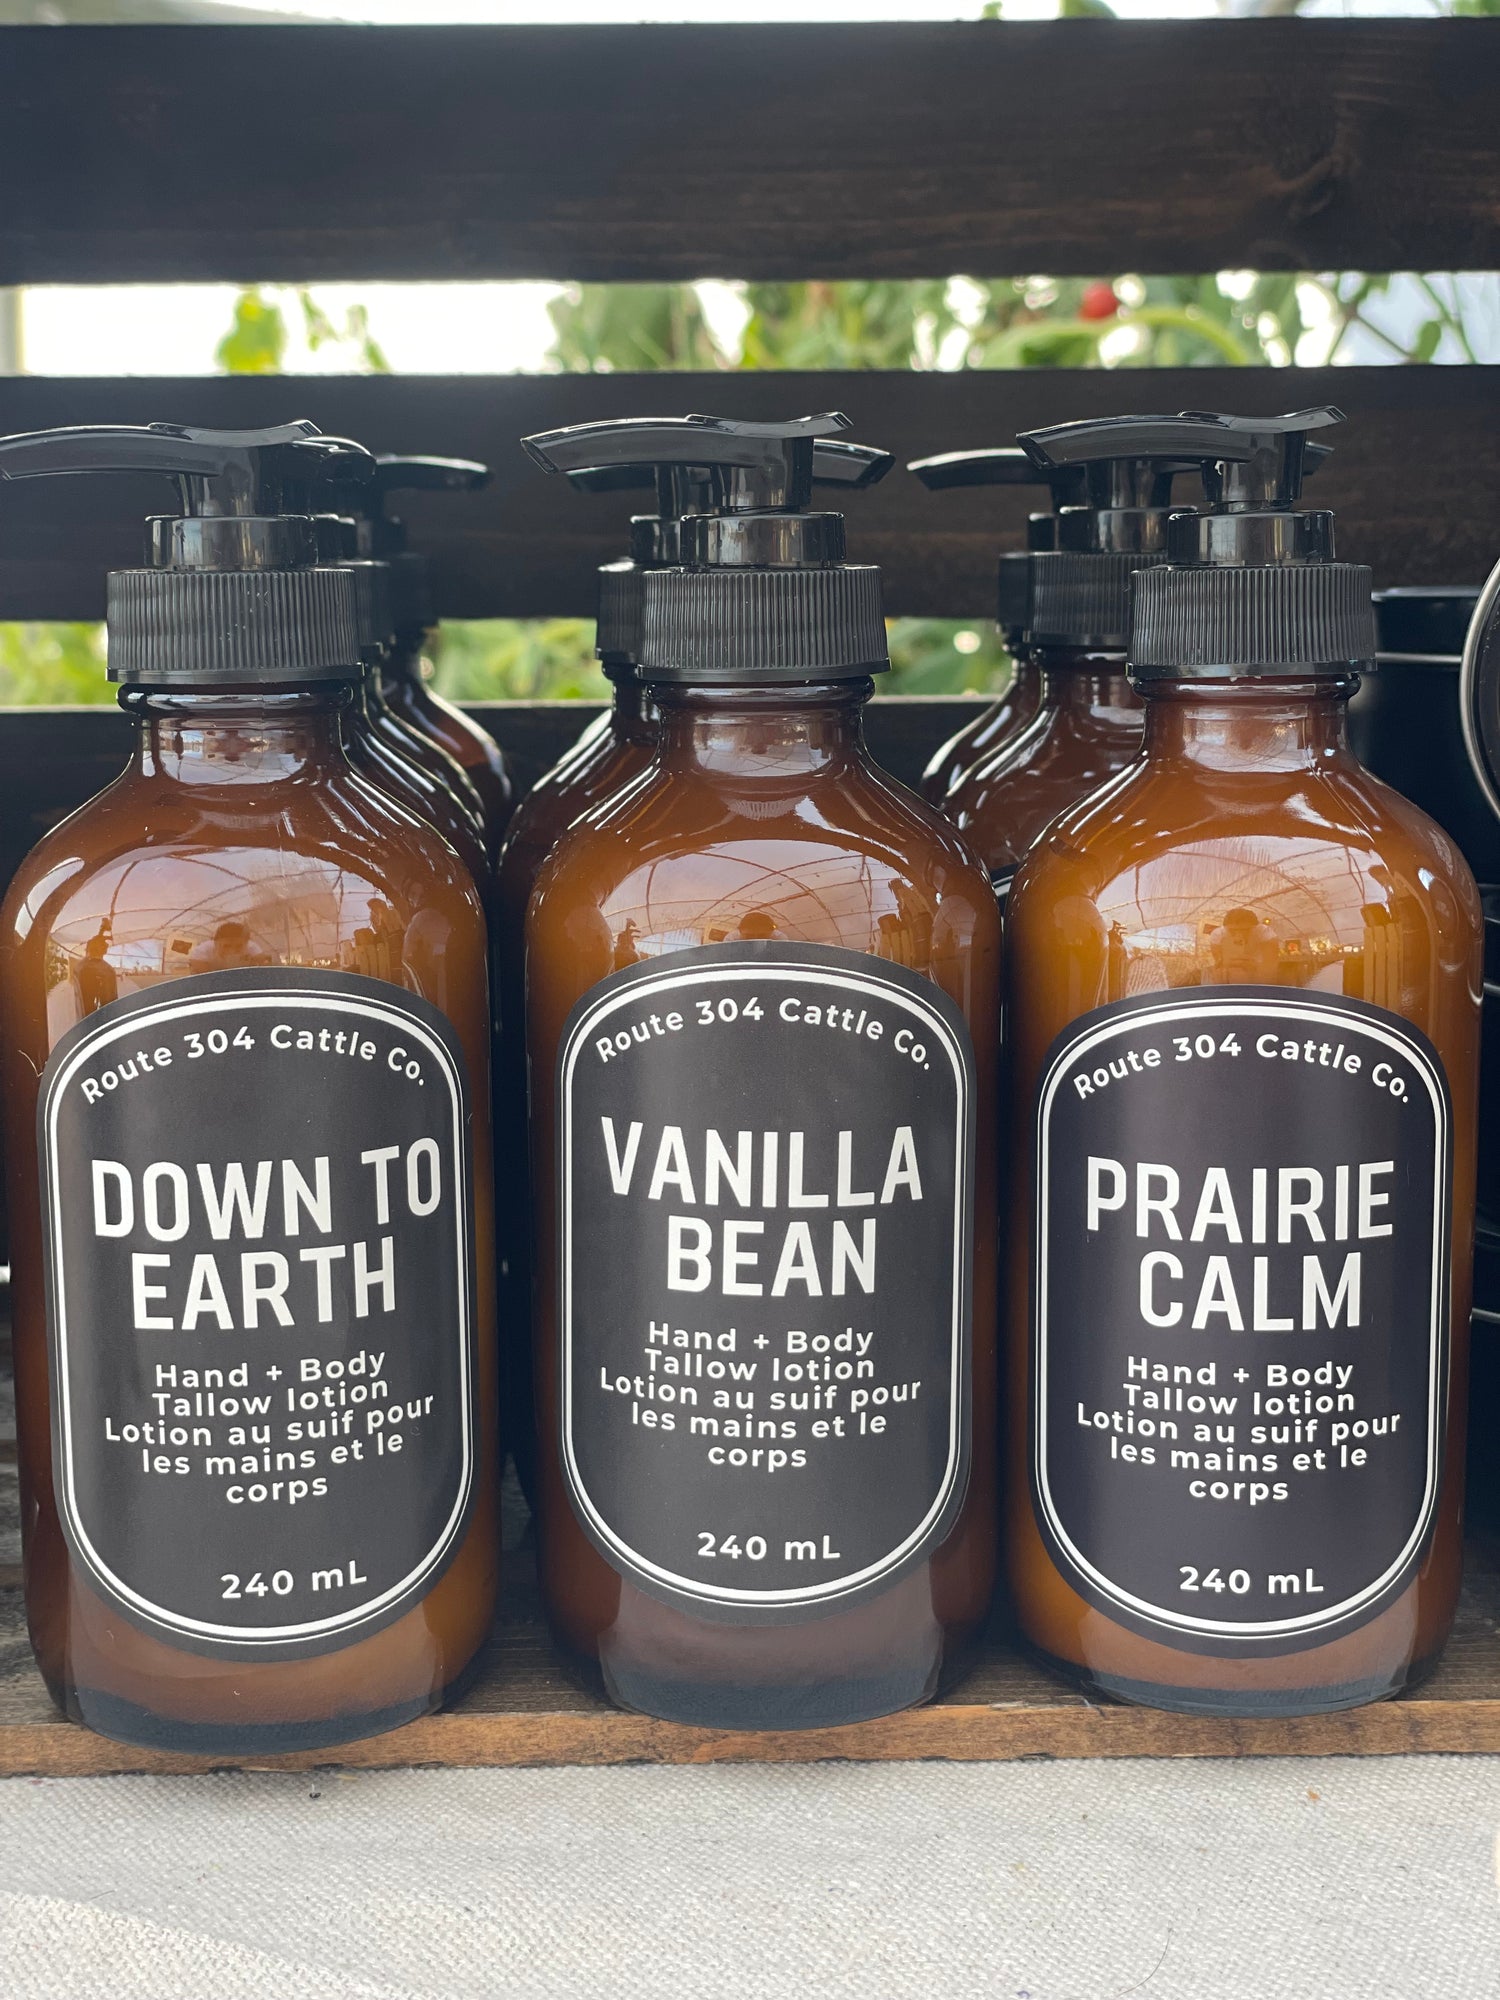 Route 304 Cattle Co.
DOWN TO
EARTH
Hand + Body
Tallow lotion
Lotion au suif pour
les mains et le
corps
240 mL
Route 304 Cattle Co.
VANILLA
BEAN
Hand + Body
Tallow lotion
Lotion au suif pour
les mains et le
corps
240 mL
Route 304 Cattle Co.
PRAIRIE
CALM
Hand + Body
Tallow lotion
Lotion au suif pour
les mains et le
corps
240 mL